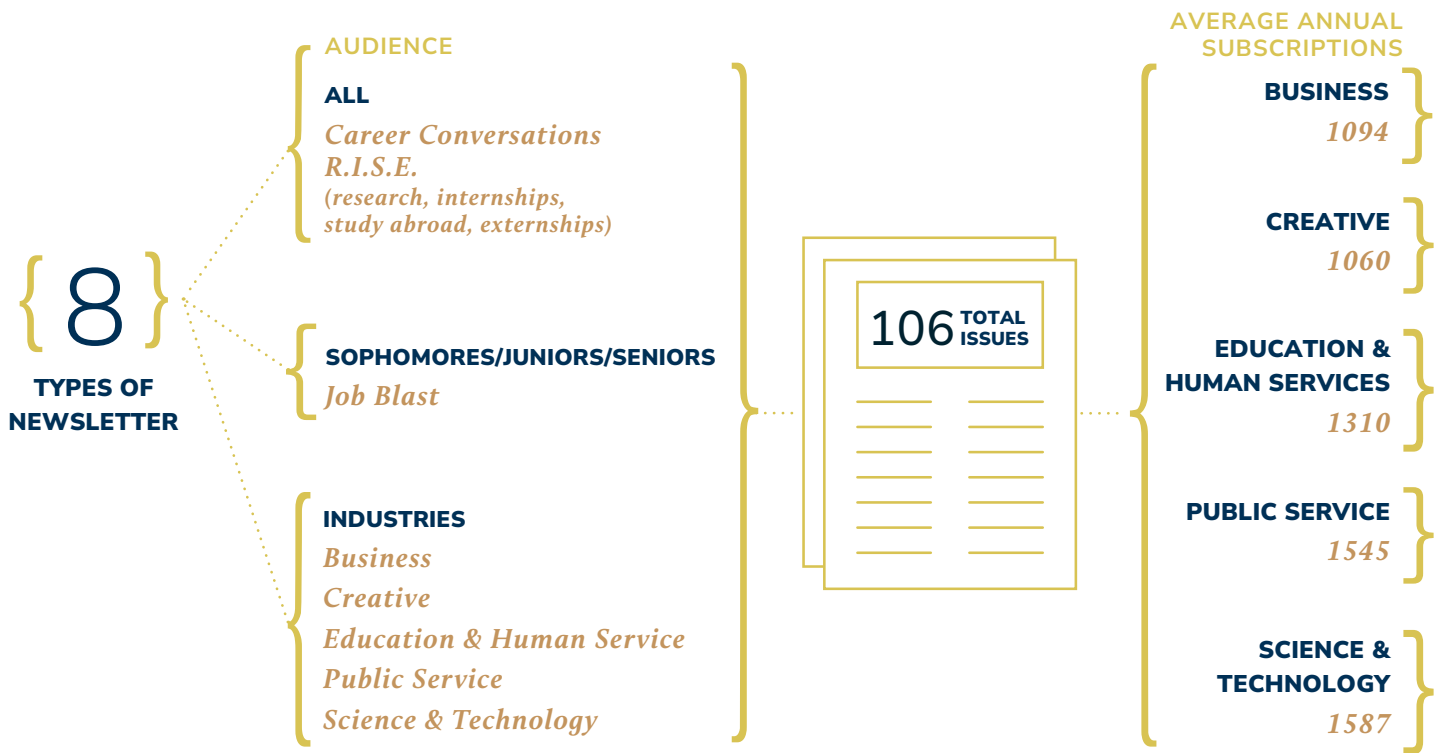 { 8 }
TYPES OF
NEWSLETTER
AUDIENCE
ALL
Career Conversations
R.I.S.E.
(research, internships,
study abroad, externships)
SOPHOMORES/JUNIORS/SENIORS
Job Blast
INDUSTRIES
Business
Creative
Education & Human Service
Public Service
Science & Technology
106 TOTAL
ISSUES
AVERAGE ANNUAL
SUBSCRIPTIONS
BUSINESS
1094
CREATIVE
1060
EDUCATION &
HUMAN SERVICES
1310
PUBLIC SERVICE
1545
SCIENCE &
TECHNOLOGY
1587